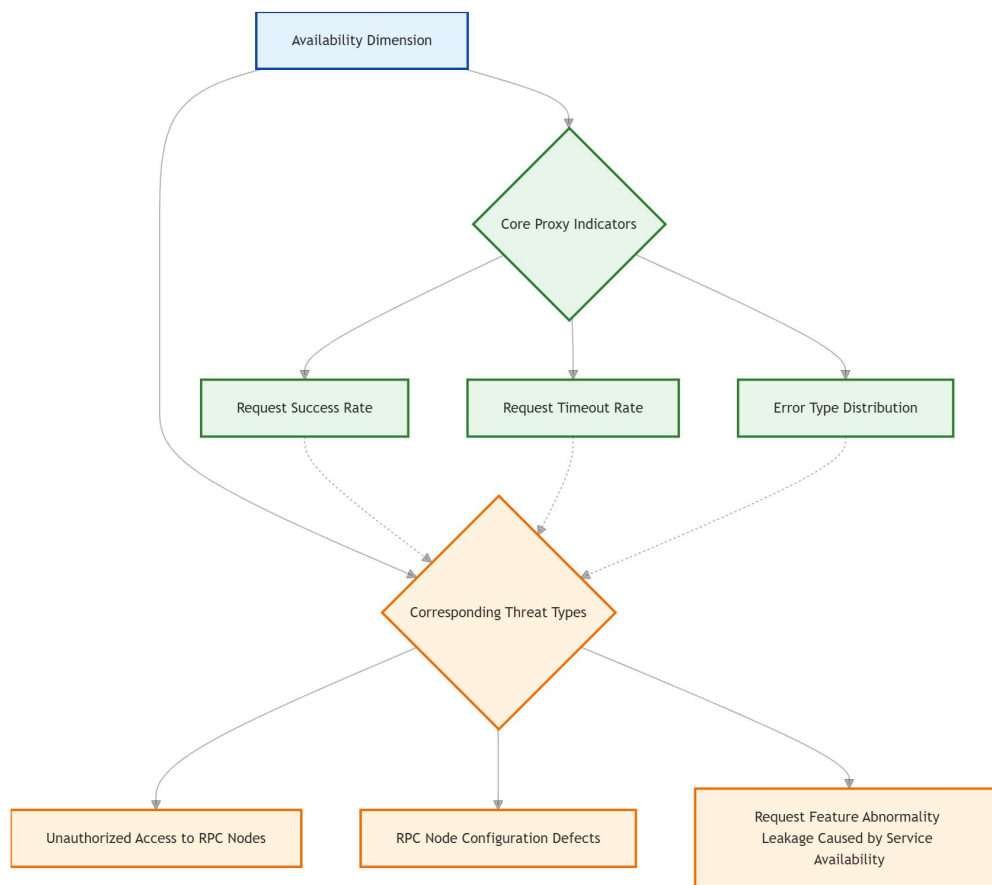 Availability Dimension
Core Proxy Indicators
Request Success Rate
Request Timeout Rate
Error Type Distribution
Corresponding Threat Types
Unauthorized Access to RPC Nodes
RPC Node Configuration Defects
Request Feature Abnormality
Leakage Caused by Service
Availability